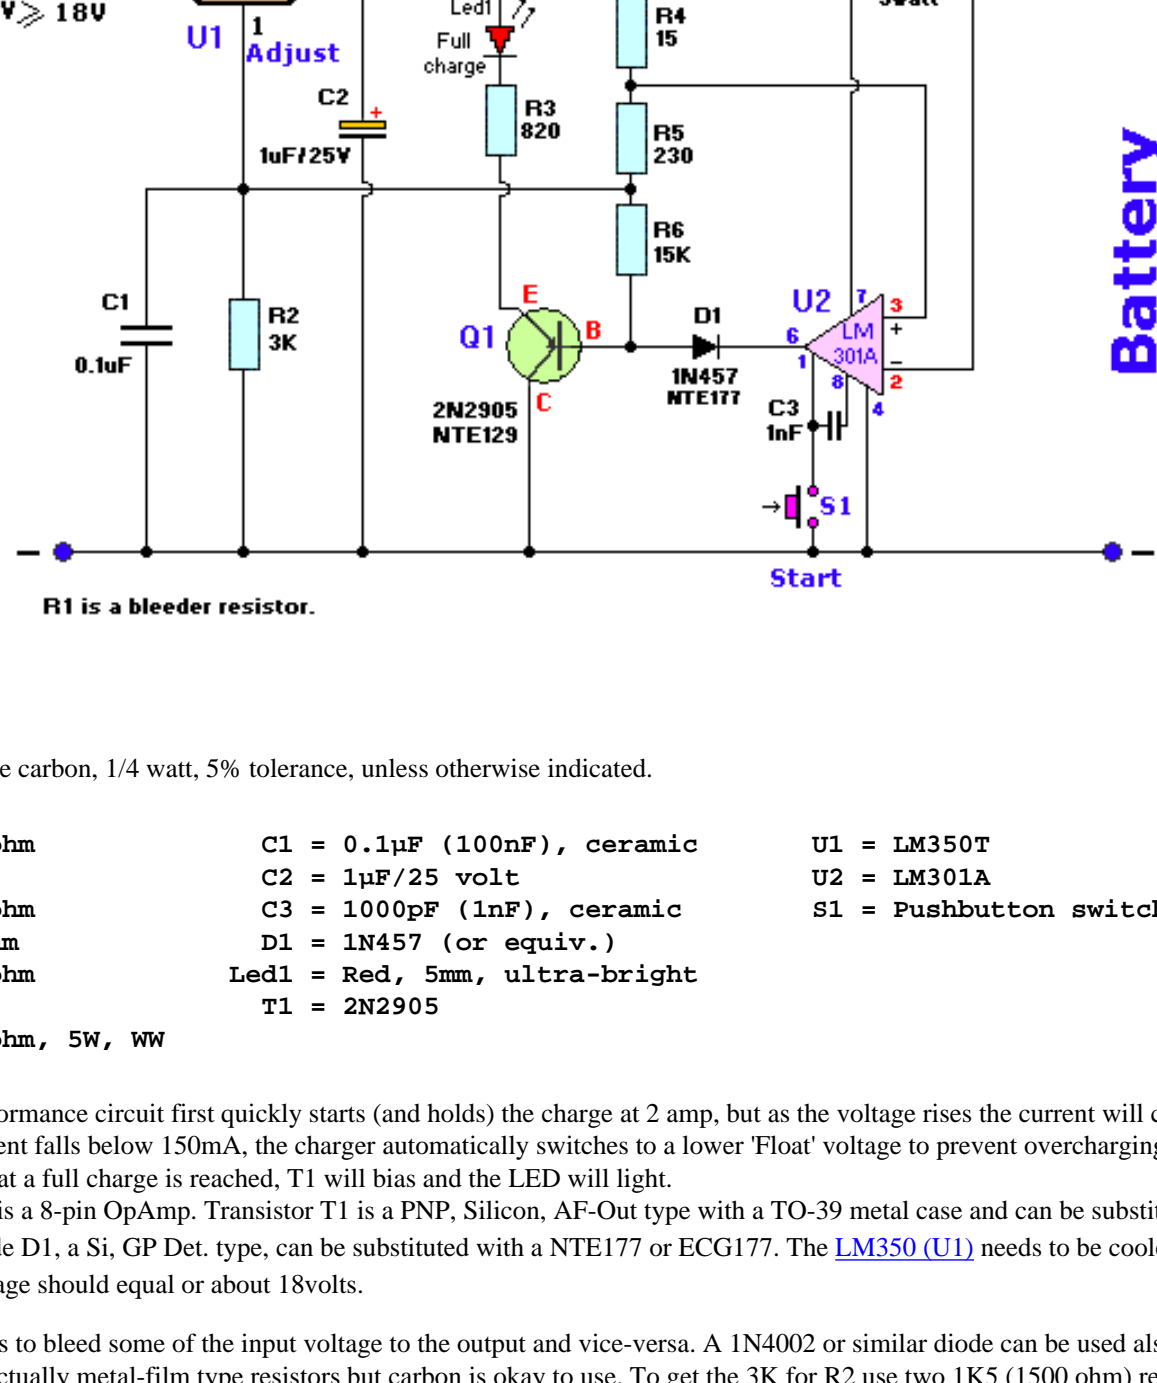 V≥ 18V
5Watt
Led1
R4
15
1
U1
Adjust
Full
charge
C2
+
R3
820
R5
230
1uF/25V
Battery
R6
15K
C1
E
U2
7
3
R2
3K
Q1
B
D1
6
LM
+
301A
–
0.1uF
1
1N457
NTE177
8
2
C
2N2905
NTE129
C3
1nF
4
→
S1
–
–
Start
R1 is a bleeder resistor.
e carbon, 1/4 watt, 5% tolerance, unless otherwise indicated.
ohm C1 = 0.1µF (100nF), ceramic U1 = LM350T
C2 = 1µF/25 volt U2 = LM301A
ohm C3 = 1000pF (1nF), ceramic S1 = Pushbutton switch
m D1 = 1N457 (or equiv.)
ohm Led1 = Red, 5mm, ultra-bright
T1 = 2N2905
ohm, 5W, WW
ormance circuit first quickly starts (and holds) the charge at 2 amp, but as the voltage rises the current will c
ent falls below 150mA, the charger automatically switches to a lower 'Float' voltage to prevent overcharging
at a full charge is reached, T1 will bias and the LED will light.
is a 8-pin OpAmp. Transistor T1 is a PNP, Silicon, AF-Out type with a TO-39 metal case and can be substit
le D1, a Si, GP Det. type, can be substituted with a NTE177 or ECG177. The LM350 (U1) needs to be coole
age should equal or about 18volts.
s to bleed some of the input voltage to the output and vice-versa. A 1N4002 or similar diode can be used als
ctually metal-film type resistors but carbon is okay to use. To get the 3K for R2 use two 1K5 (1500 ohm) re